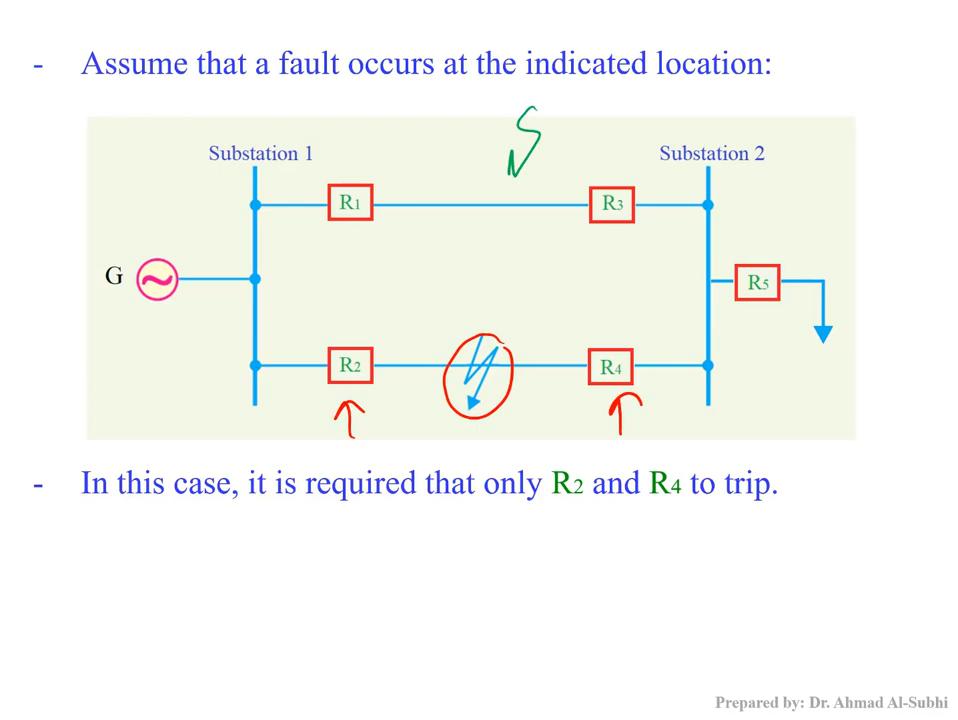 - Assume that a fault occurs at the indicated location:
Substation 1
Substation 2
R1
R3
G
R5
R2
R4
- In this case, it is required that only R2 and R4 to trip.
Prepared by: Dr. Ahmad Al-Subhi